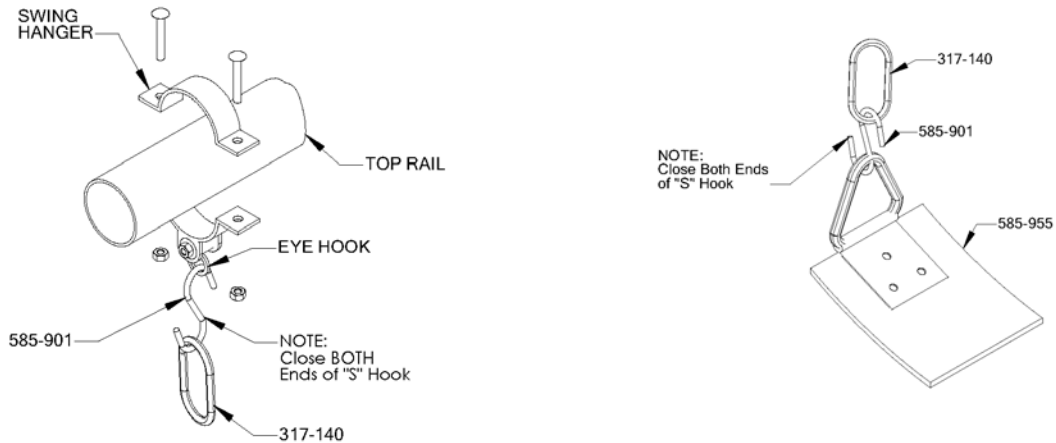 SWING
HANGER
TOP RAIL
EYE HOOK
585-901
NOTE:
Close BOTH
Ends of "S" Hook
317-140
317-140
585-901
NOTE:
Close Both Ends
of "S" Hook
585-955